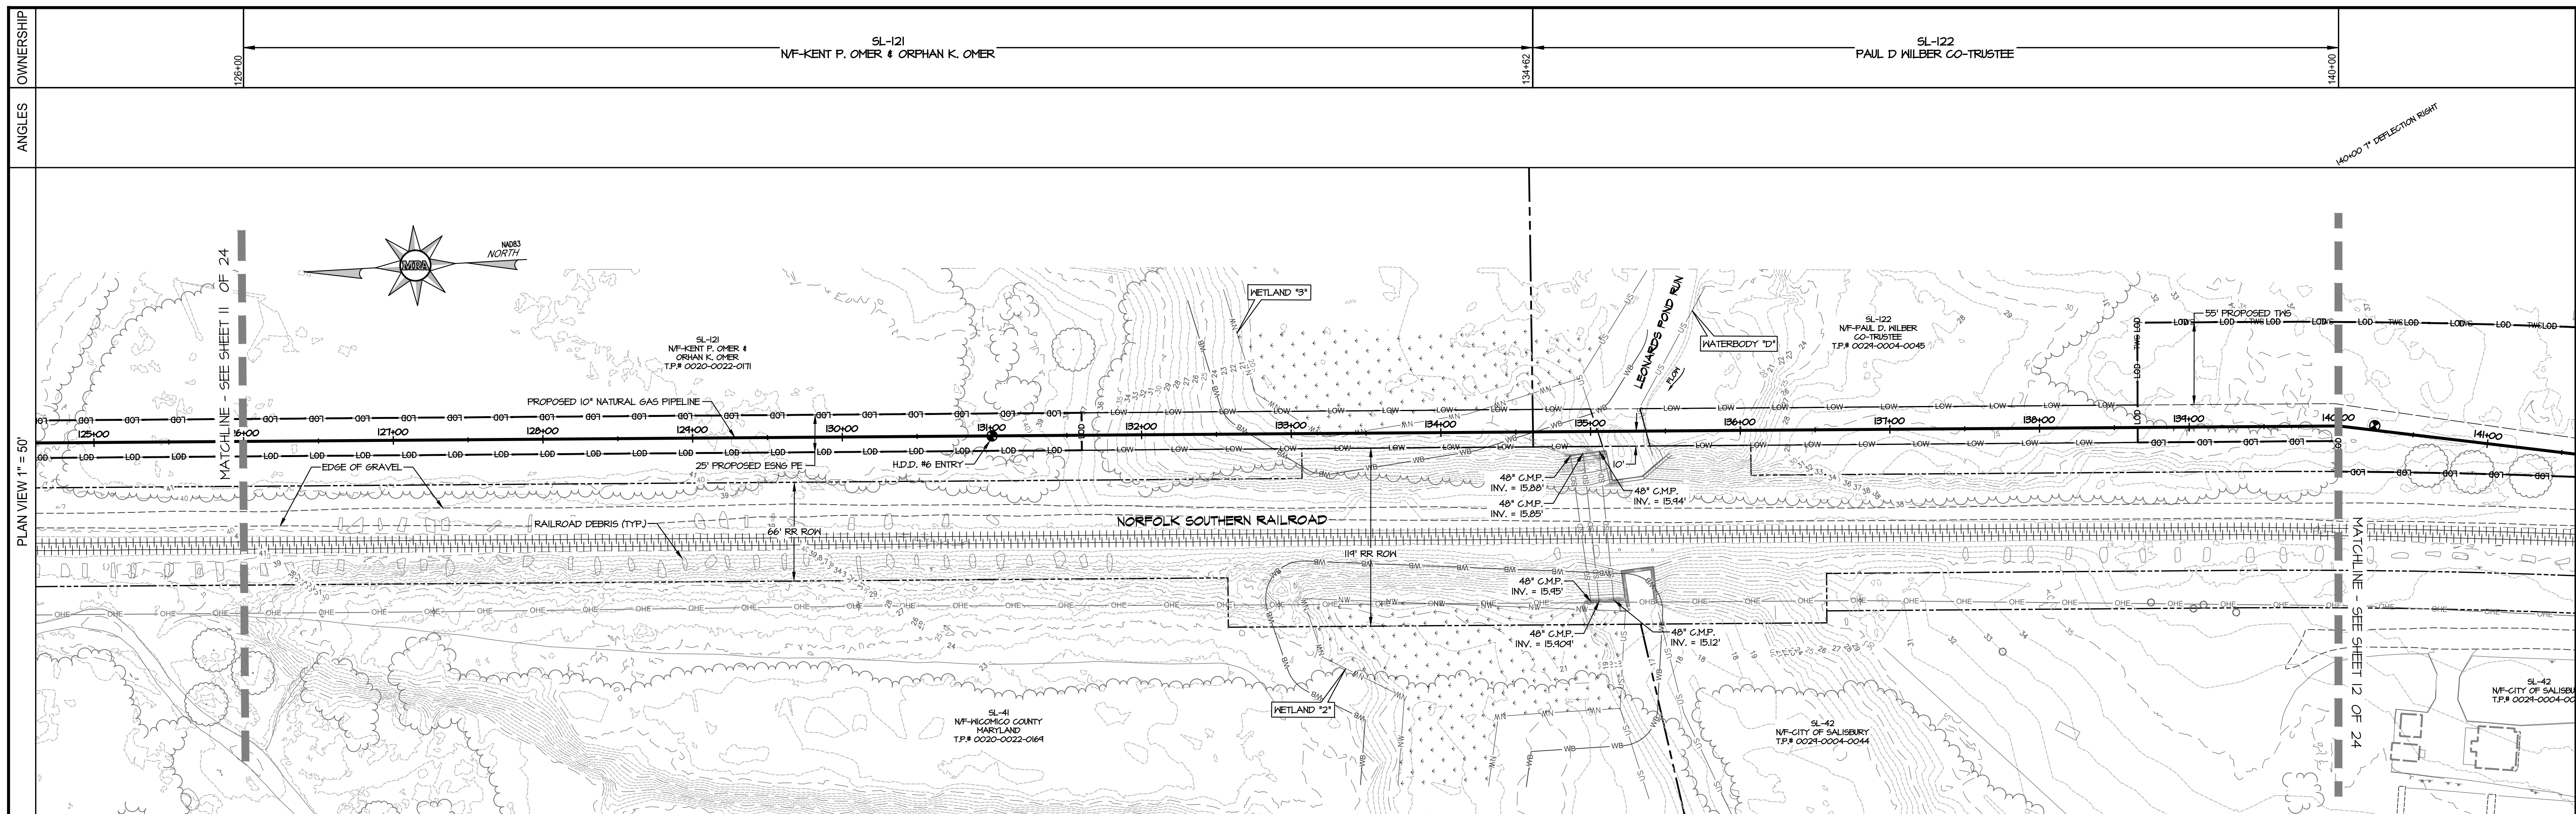 OWNERSHIP
126+00
SL-121
N/F-KENT P. OMER & ORPHAN K. OMER
134+62
SL-122
PAUL D WILBER CO-TRUSTEE
140+00
ANGLES
140+00 7° DEFLECTION RIGHT
PLAN VIEW 1" = 50'
MATCHLINE - SEE SHEET 11 OF 24
MRA
NAD83
NORTH
SL-121
N/F-KENT P. OMER &
ORHAN K. OMER
T.P.# 0020-0022-0171
WETLAND "3"
LEONARDS POND RUN
FLOW
WATERBODY "D"
SL-122
N/F-PAUL D. WILBER
CO-TRUSTEE
T.P.# 0029-0004-0045
55' PROPOSED TWS
PROPOSED 10" NATURAL GAS PIPELINE
125+00
6+00
127+00
128+00
129+00
130+00
131+00
132+00
133+00
134+00
135+00
136+00
137+00
138+00
139+00
141+00
EDGE OF GRAVEL
25' PROPOSED ESNG PE
H.D.D. #6 ENTRY
10'
48" C.M.P.
INV. = 15.88'
48" C.M.P.
INV. = 15.85'
48" C.M.P.
INV. = 15.94'
RAILROAD DEBRIS (TYP.)
66' RR ROW
NORFOLK SOUTHERN RAILROAD
119' RR ROW
48" C.M.P.
INV. = 15.95'
48" C.M.P.
INV. = 15.909'
48" C.M.P.
INV. = 15.12'
WETLAND "2"
SL-41
N/F-WICOMICO COUNTY
MARYLAND
T.P.# 0020-0022-0169
SL-42
N/F-CITY OF SALISBURY
T.P.# 0029-0004-0044
MATCHLINE - SEE SHEET 12 OF 24
SL-42
N/F-CITY OF SALISBU
T.P.# 0029-0004-00